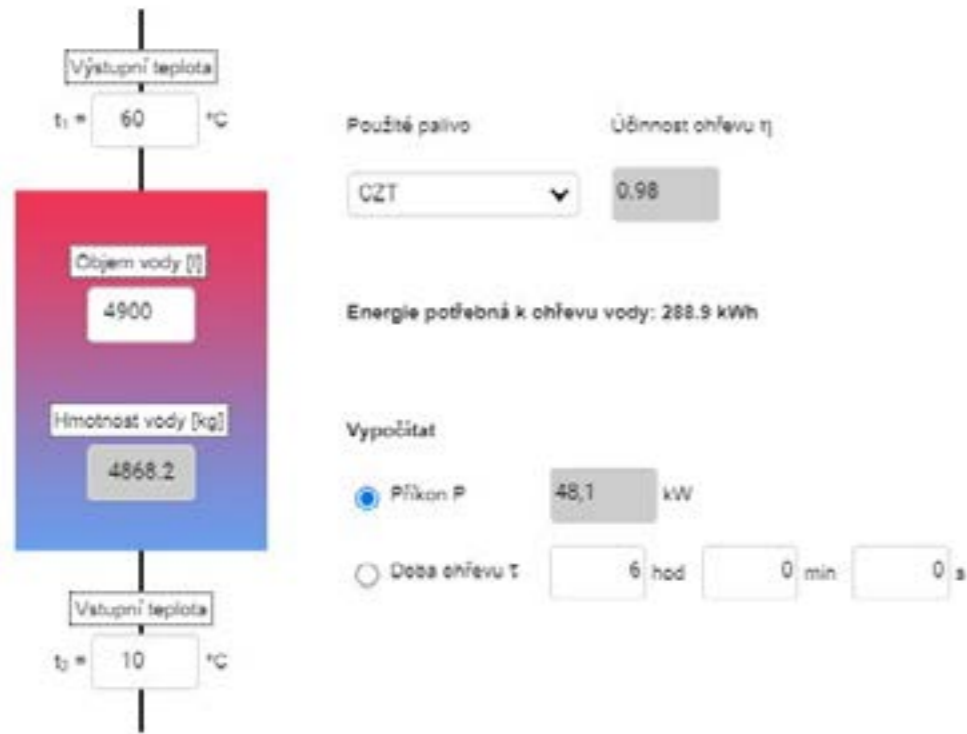 Výstupní teplota
t₁ = 60 °C
Použité palivo Účinnost ohřevu η
CZT 0,98
Objem vody [l]
4900
Energie potřebná k ohřevu vody: 288.9 kWh
Hmotnost vody [kg]
4868.2
Vypočítat
Příkon P 48,1 kW
Doba ohřevu τ 6 hod 0 min 0 s
Vstupní teplota
t₂ = 10 °C